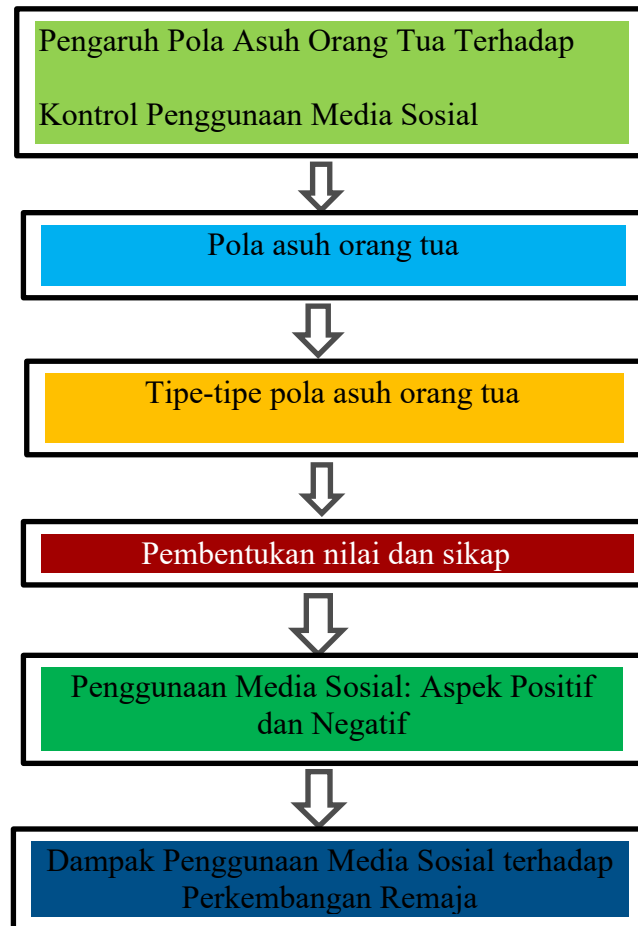 Pengaruh Pola Asuh Orang Tua Terhadap
Kontrol Penggunaan Media Sosial
Pola asuh orang tua
Tipe-tipe pola asuh orang tua
Pembentukan nilai dan sikap
Penggunaan Media Sosial: Aspek Positif
dan Negatif
Dampak Penggunaan Media Sosial terhadap
Perkembangan Remaja